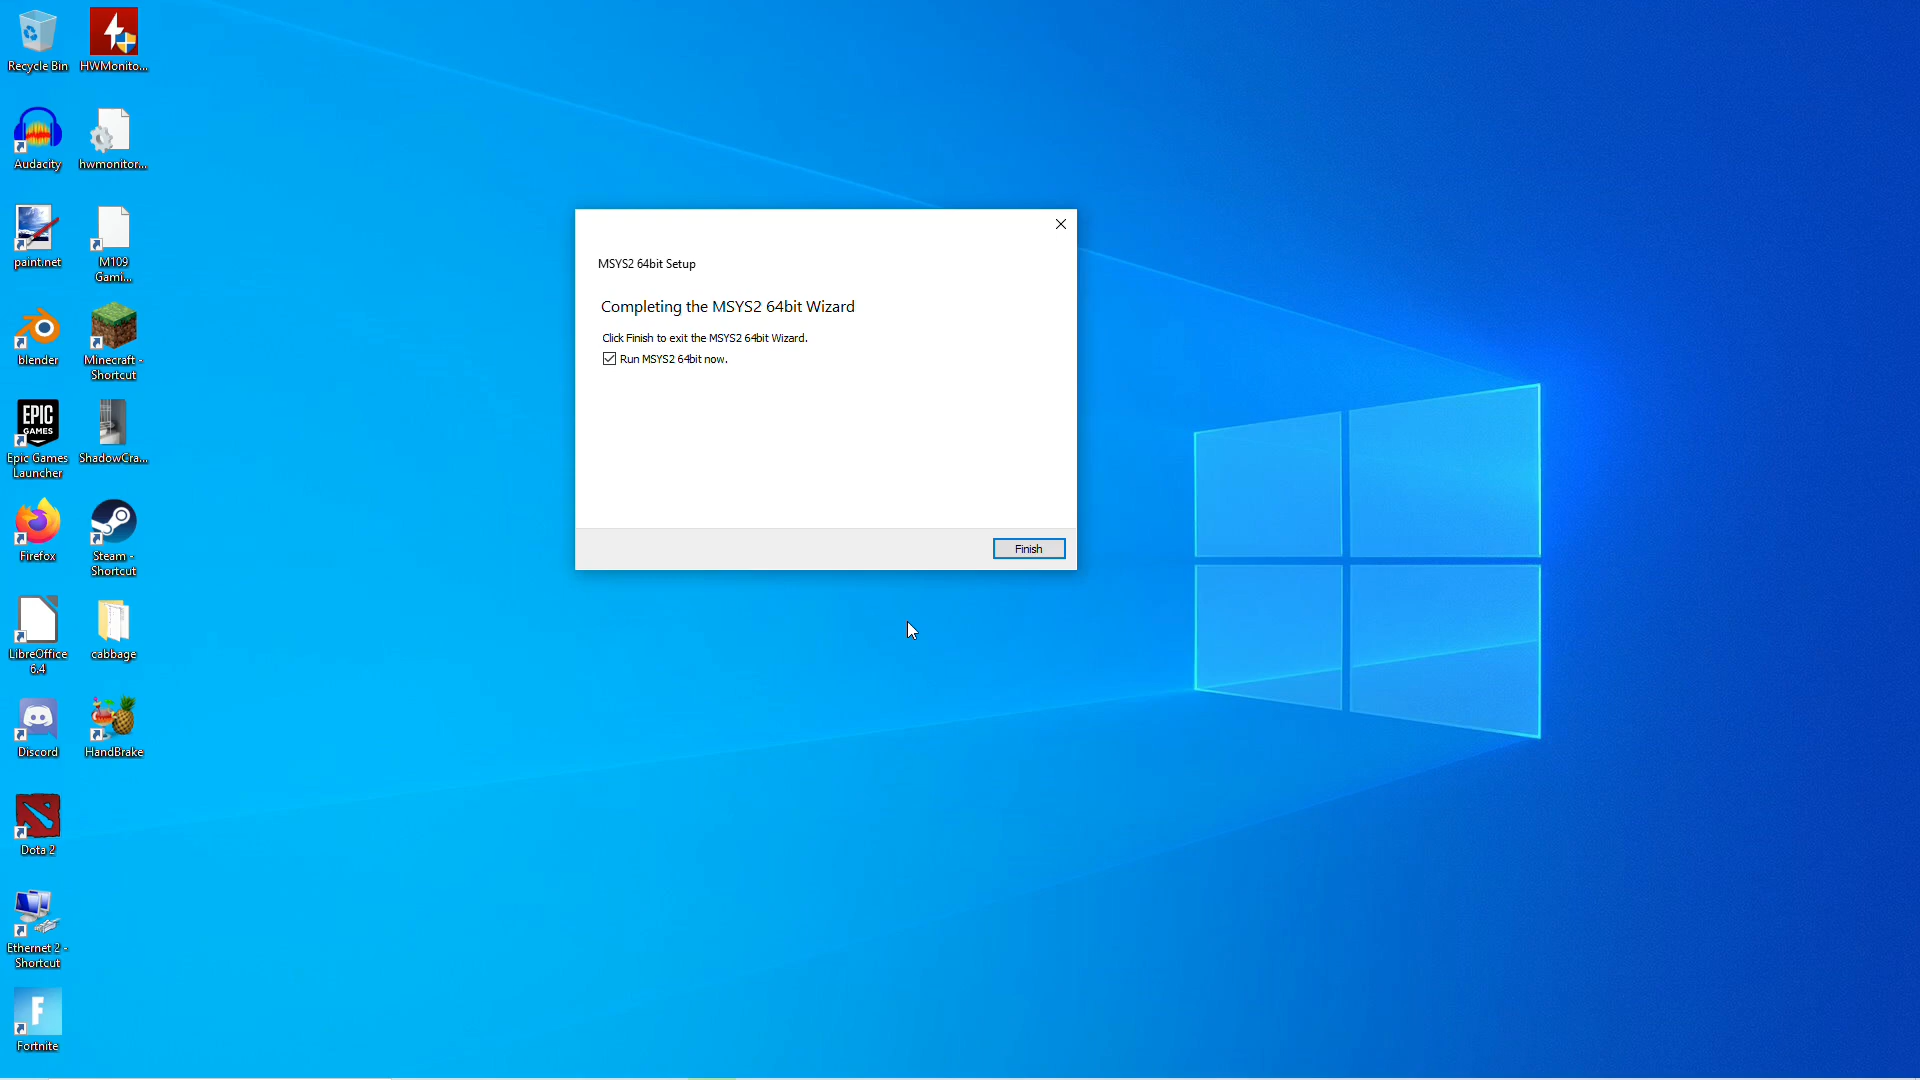 Recycle Bin
HWMonito...
Audacity
hwmonitor...
paint.net
M109
Gami...
blender
Minecraft -
Shortcut
EPIC
GAMES
Epic Games
Launcher
ShadowCra...
Firefox
Steam -
Shortcut
LibreOffice
6.4
cabbage
Discord
HandBrake
Dota 2
Ethernet 2 -
Shortcut
F
Fortnite
MSYS2 64bit Setup
Completing the MSYS2 64bit Wizard
Click Finish to exit the MSYS2 64bit Wizard.
Run MSYS2 64bit now.
Finish